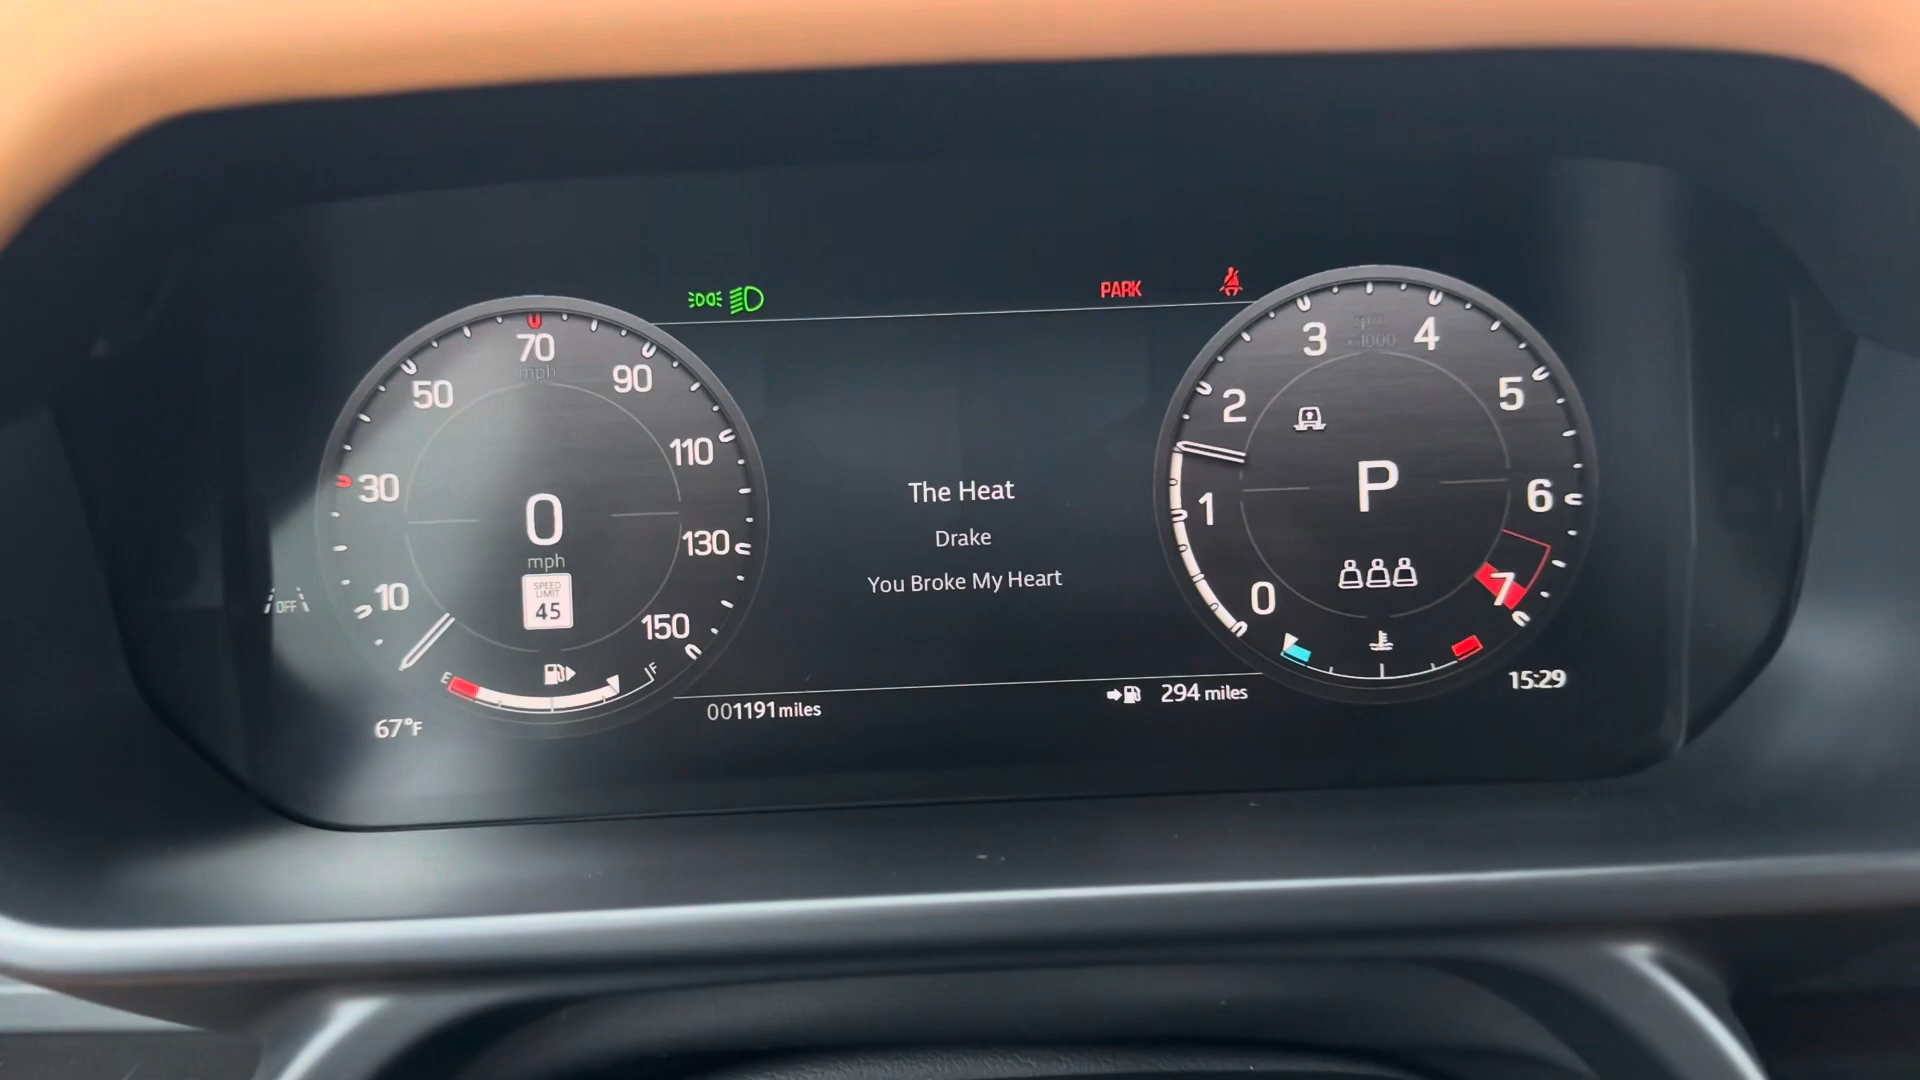 PARK
70
mph
50
90
30
110
10
130
150
0
mph
SPEED
LIMIT
45
OFF
E
F
67°F
001191 miles
The Heat
Drake
You Broke My Heart
294 miles
rpm
x1000
3
4
2
5
1
6
0
7
P
15:29